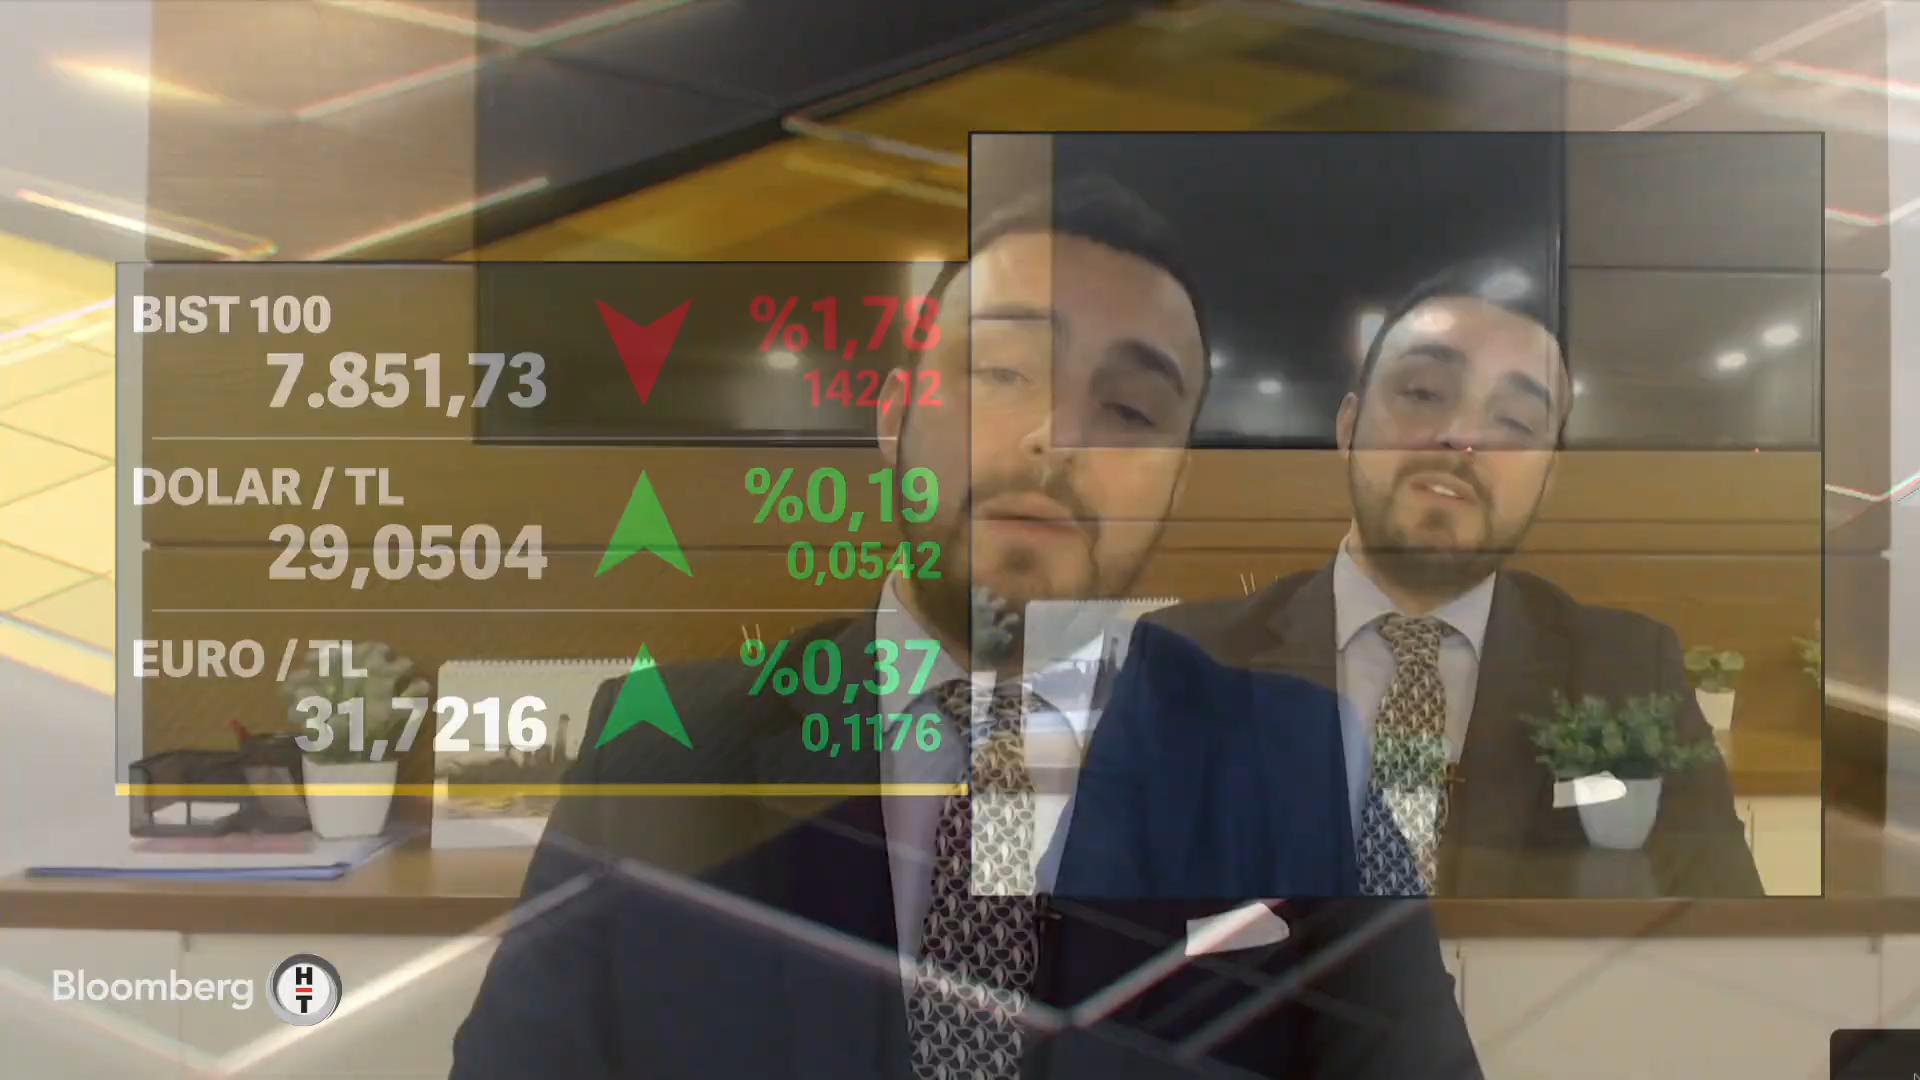 BIST 100
%1,78
7.851,73
142,12
DOLAR / TL
%0,19
29,0504
0,0542
EURO / TL
%0,37
31,7216
0,1176
Bloomberg HT